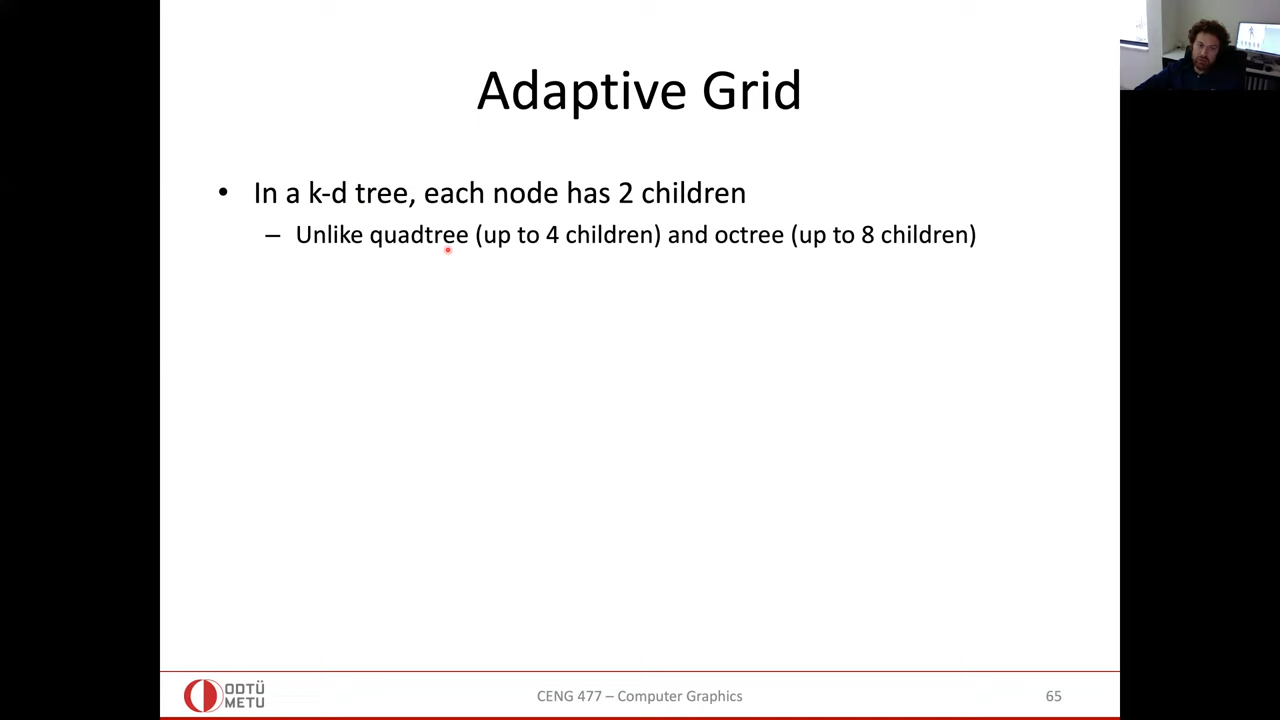 Adaptive Grid
• In a k-d tree, each node has 2 children
– Unlike quadtree (up to 4 children) and octree (up to 8 children)
ODTÜ
METU
CENG 477 – Computer Graphics
65